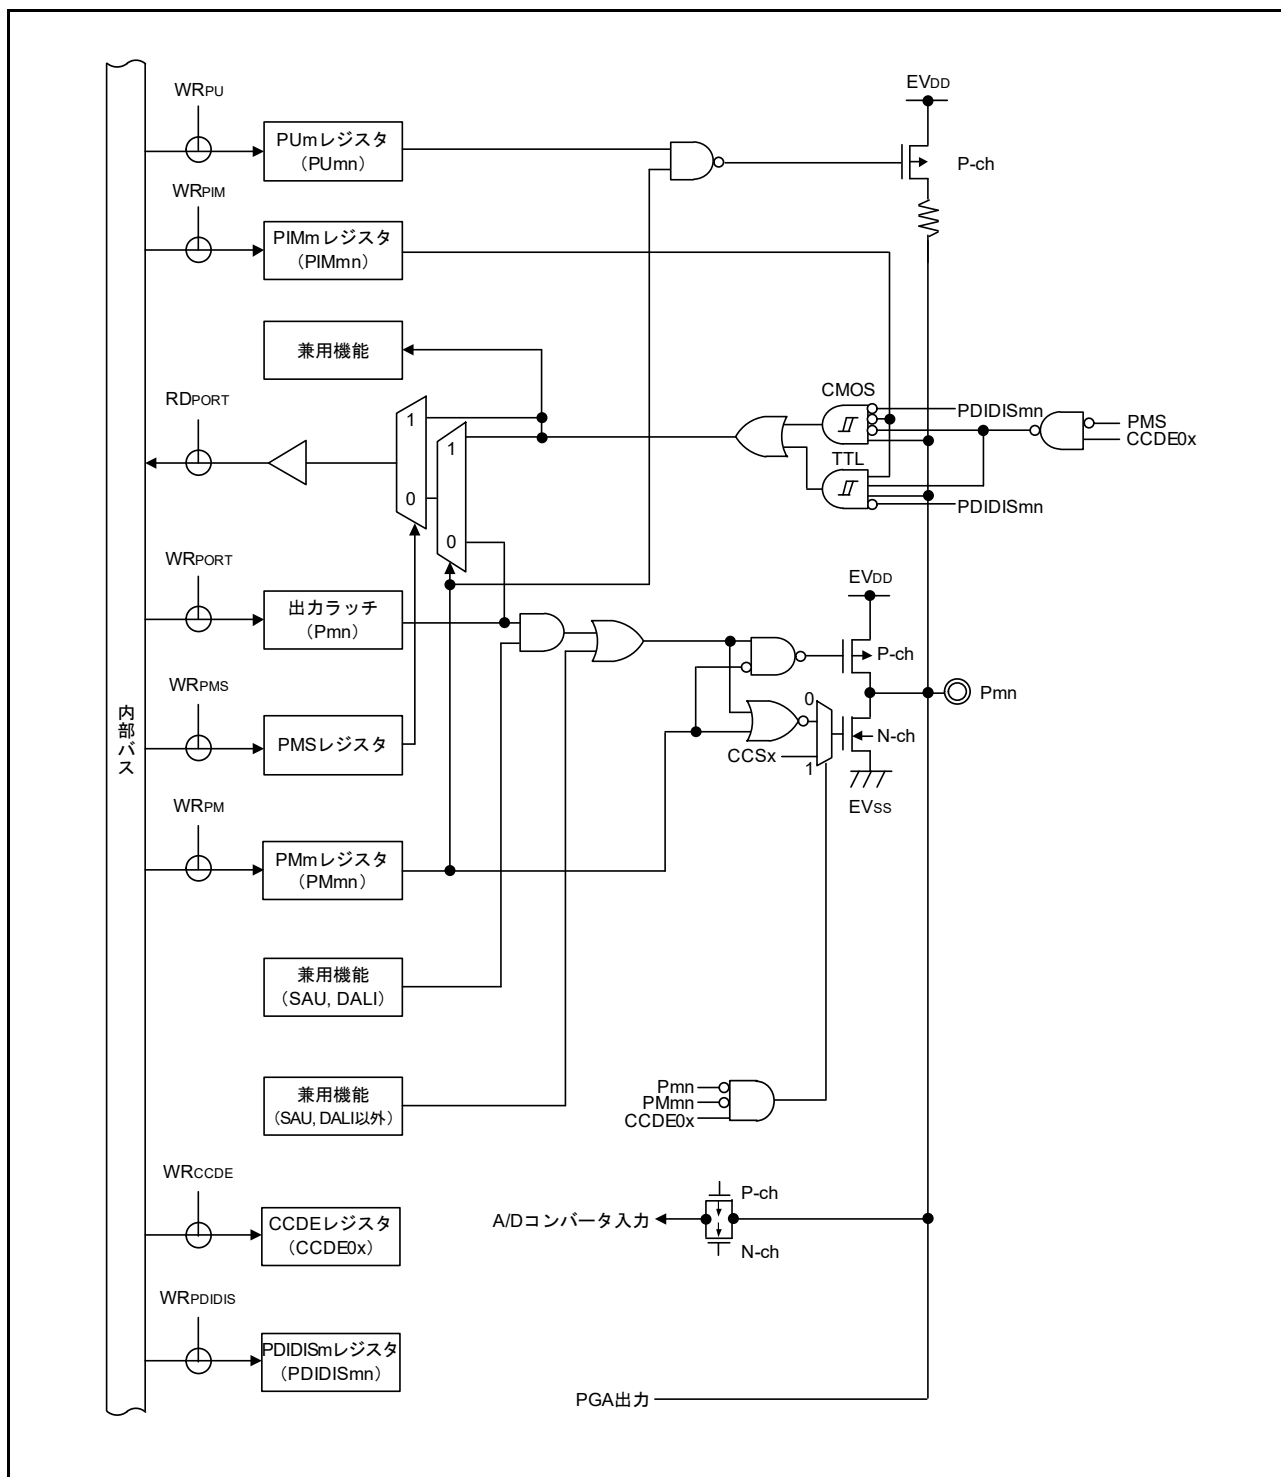 WRPU
EVDD
PUmレジスタ
（PUmn）
P-ch
WRPIM
PIMmレジスタ
（PIMmn）
兼用機能
CMOS
RDPORT
PDIDISmn
PMS
CCDE0x
1
1
TTL
0
PDIDISmn
0
WRPORT
EVDD
出力ラッチ
（Pmn）
P-ch
WRPMS
0
Pmn
内部バス
PMSレジスタ
N-ch
CCSx
1
WRPM
EVSS
PMmレジスタ
（PMmn）
兼用機能
（SAU, DALI）
兼用機能
（SAU, DALI以外）
Pmn
PMmn
CCDE0x
WRCCDE
P-ch
CCDEレジスタ
（CCDE0x）
A/Dコンバータ入力
N-ch
WRPDIDIS
PDIDISmレジスタ
（PDIDISmn）
PGA出力